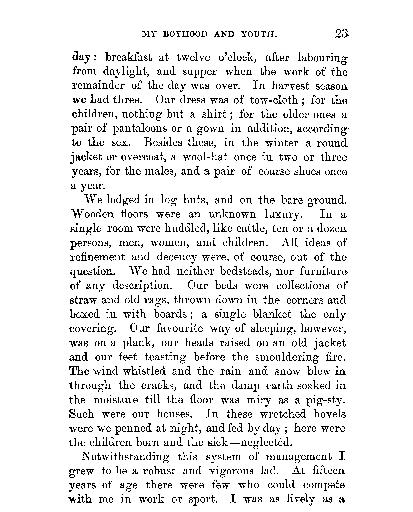 MY BOYHOOD AND YOUTH. 23
day: breakfast at twelve o'clock, after labouring
from daylight, and supper when the work of the
remainder of the day was over. In harvest season
we had three. Our dress was of tow-cloth; for the
children, nothing but a shirt; for the older ones a
pair of pantaloons or a gown in addition, according
to the sex. Besides these, in the winter a round
jacket or overcoat, a wool-hat once in two or three
years, for the males, and a pair of coarse shoes once
a year.
We lodged in log huts, and on the bare ground.
Wooden floors were an unknown luxury. In a
single room were huddled, like cattle, ten or a dozen
persons, men, women, and children. All ideas of
refinement and decency were, of course, out of the
question. We had neither bedsteads, nor furniture
of any description. Our beds were collections of
straw and old rags, thrown down in the corners and
boxed in with boards; a single blanket the only
covering. Our favourite way of sleeping, however,
was on a plank, our heads raised on an old jacket
and our feet toasting before the smouldering fire.
The wind whistled and the rain and snow blew in
through the cracks, and the damp earth soaked in
the moisture till the floor was miry as a pig-sty.
Such were our houses. In these wretched hovels
were we penned at night, and fed by day; here were
the children born and the sick—neglected.
Notwithstanding this system of management I
grew to be a robust and vigorous lad. At fifteen
years of age there were few who could compete
with me in work or sport. I was as lively as a